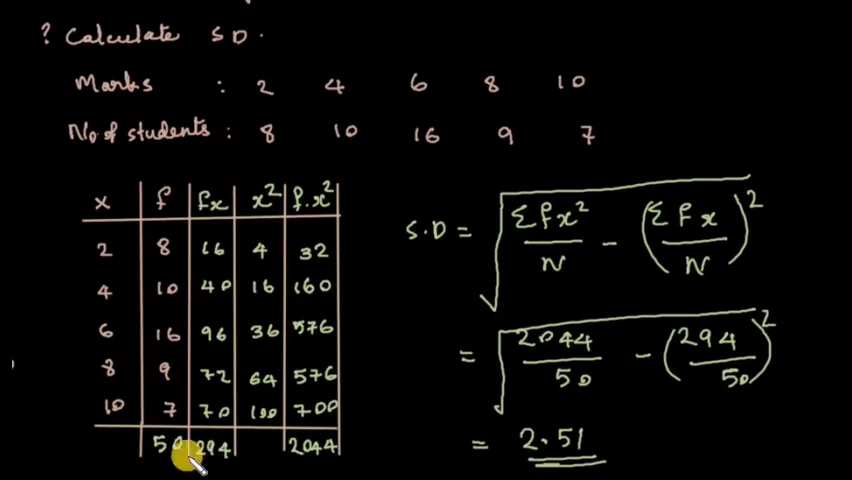 ? Calculate SD.
Marks : 2 4 6 8 10
No of students : 8 10 16 9 7
x f fx x² f.x²
2 8 16 4 32
4 10 40 16 160
6 16 96 36 576
8 9 72 64 576
10 7 70 100 700
50 294 2044
S.D = √(Σfx²/N − (Σfx/N)²)
= √(2044/50 − (294/50)²)
= 2.51